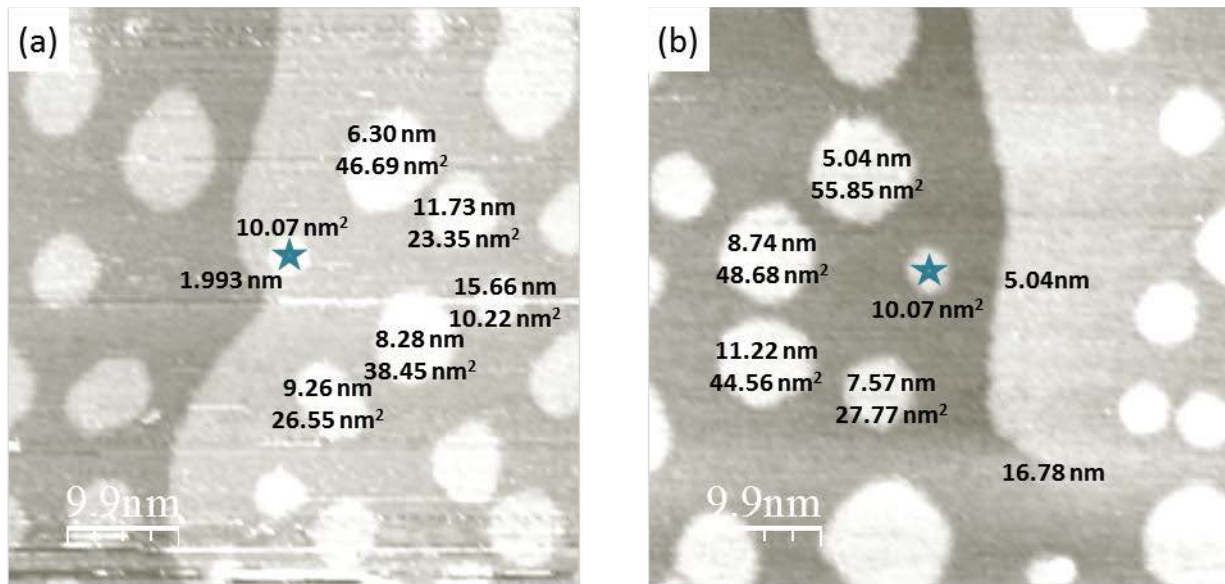 (a)
6.30 nm
46.69 nm²
11.73 nm
23.35 nm²
10.07 nm²
1.993 nm
15.66 nm
10.22 nm²
8.28 nm
38.45 nm²
9.26 nm
26.55 nm²
9.9nm
(b)
5.04 nm
55.85 nm²
8.74 nm
48.68 nm²
5.04nm
10.07 nm²
11.22 nm
44.56 nm²
7.57 nm
27.77 nm²
16.78 nm
9.9nm